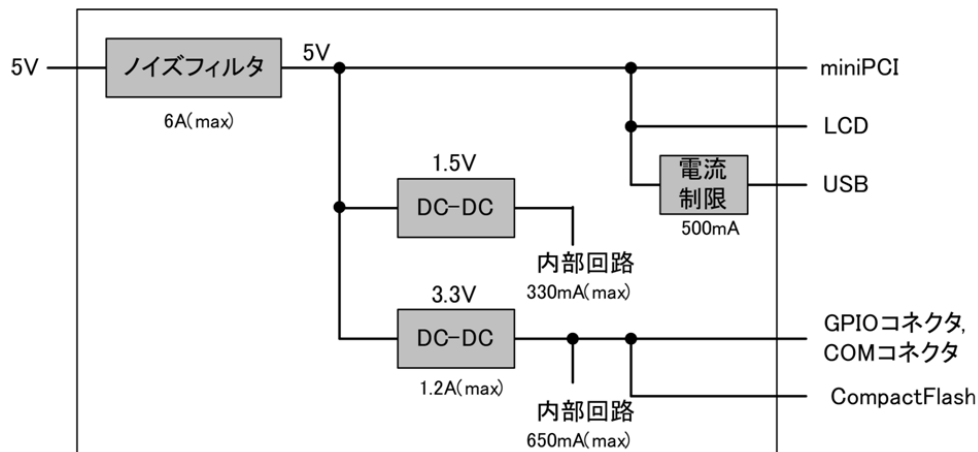 5V
ノイズフィルタ
6A(max)
5V
miniPCI
LCD
電流
制限
500mA
USB
1.5V
DC-DC
内部回路
330mA(max)
3.3V
DC-DC
1.2A(max)
内部回路
650mA(max)
GPIOコネクタ,
COMコネクタ
CompactFlash